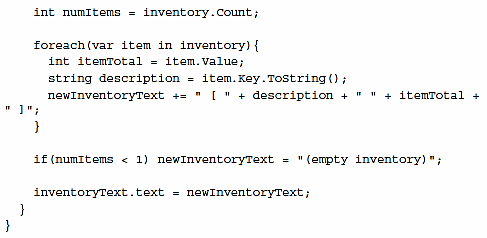 int numItems = inventory.Count;
foreach(var item in inventory){
int itemTotal = item.Value;
string description = item.Key.ToString();
newInventoryText += " [ " + description + " " + itemTotal +
" ]";
}
if(numItems < 1) newInventoryText = "(empty inventory)";
inventoryText.text = newInventoryText;
}
}